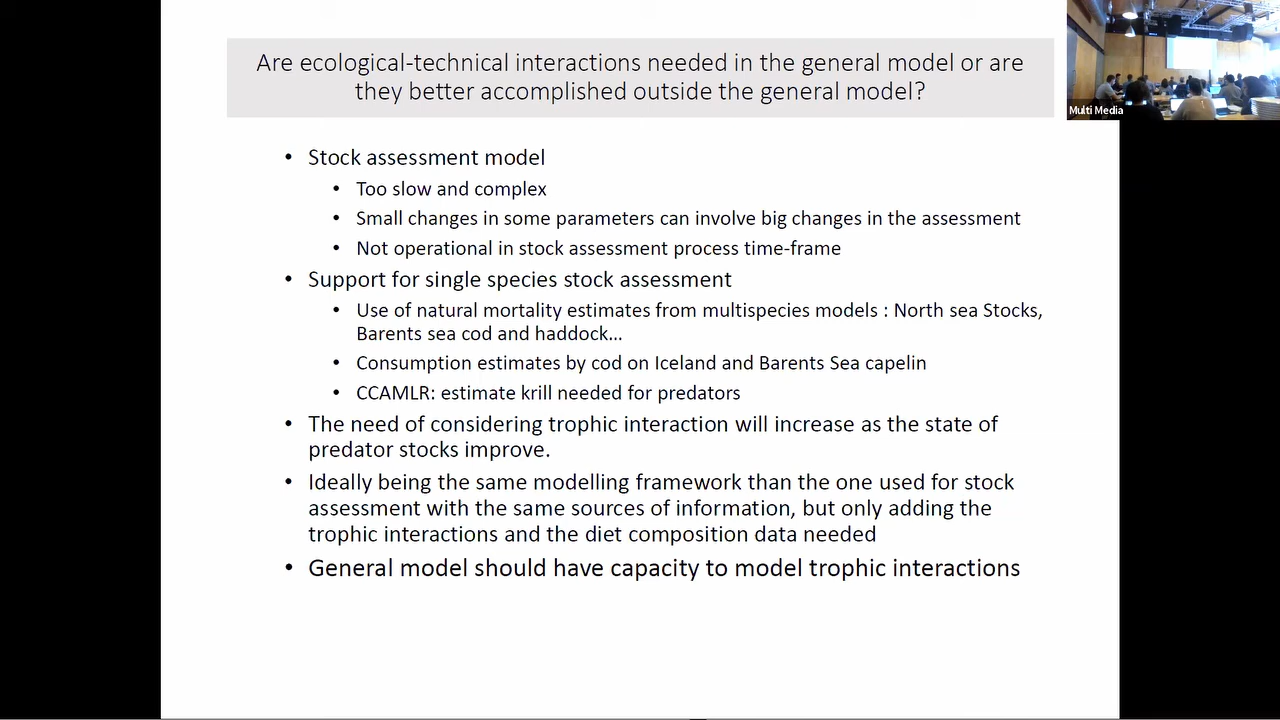 Are ecological-technical interactions needed in the general model or are
they better accomplished outside the general model?
Multi Media
• Stock assessment model
• Too slow and complex
• Small changes in some parameters can involve big changes in the assessment
• Not operational in stock assessment process time-frame
• Support for single species stock assessment
• Use of natural mortality estimates from multispecies models : North sea Stocks,
Barents sea cod and haddock...
• Consumption estimates by cod on Iceland and Barents Sea capelin
• CCAMLR: estimate krill needed for predators
• The need of considering trophic interaction will increase as the state of
predator stocks improve.
• Ideally being the same modelling framework than the one used for stock
assessment with the same sources of information, but only adding the
trophic interactions and the diet composition data needed
• General model should have capacity to model trophic interactions